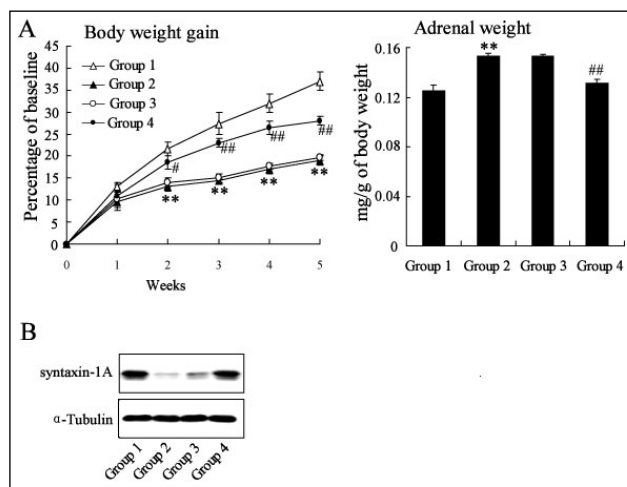 A
Body weight gain
Group 1
Group 2
Group 3
Group 4
Percentage of baseline
45
40
35
30
25
20
15
10
5
0
#
##
##
##
**
**
**
**
0 1 2 3 4 5
Weeks
Adrenal weight
mg/g of body weight
0.16
0.12
0.08
0.04
0
**
##
Group 1 Group 2 Group 3 Group 4
B
syntaxin-1A
α-Tubulin
Group 1
Group 2
Group 3
Group 4